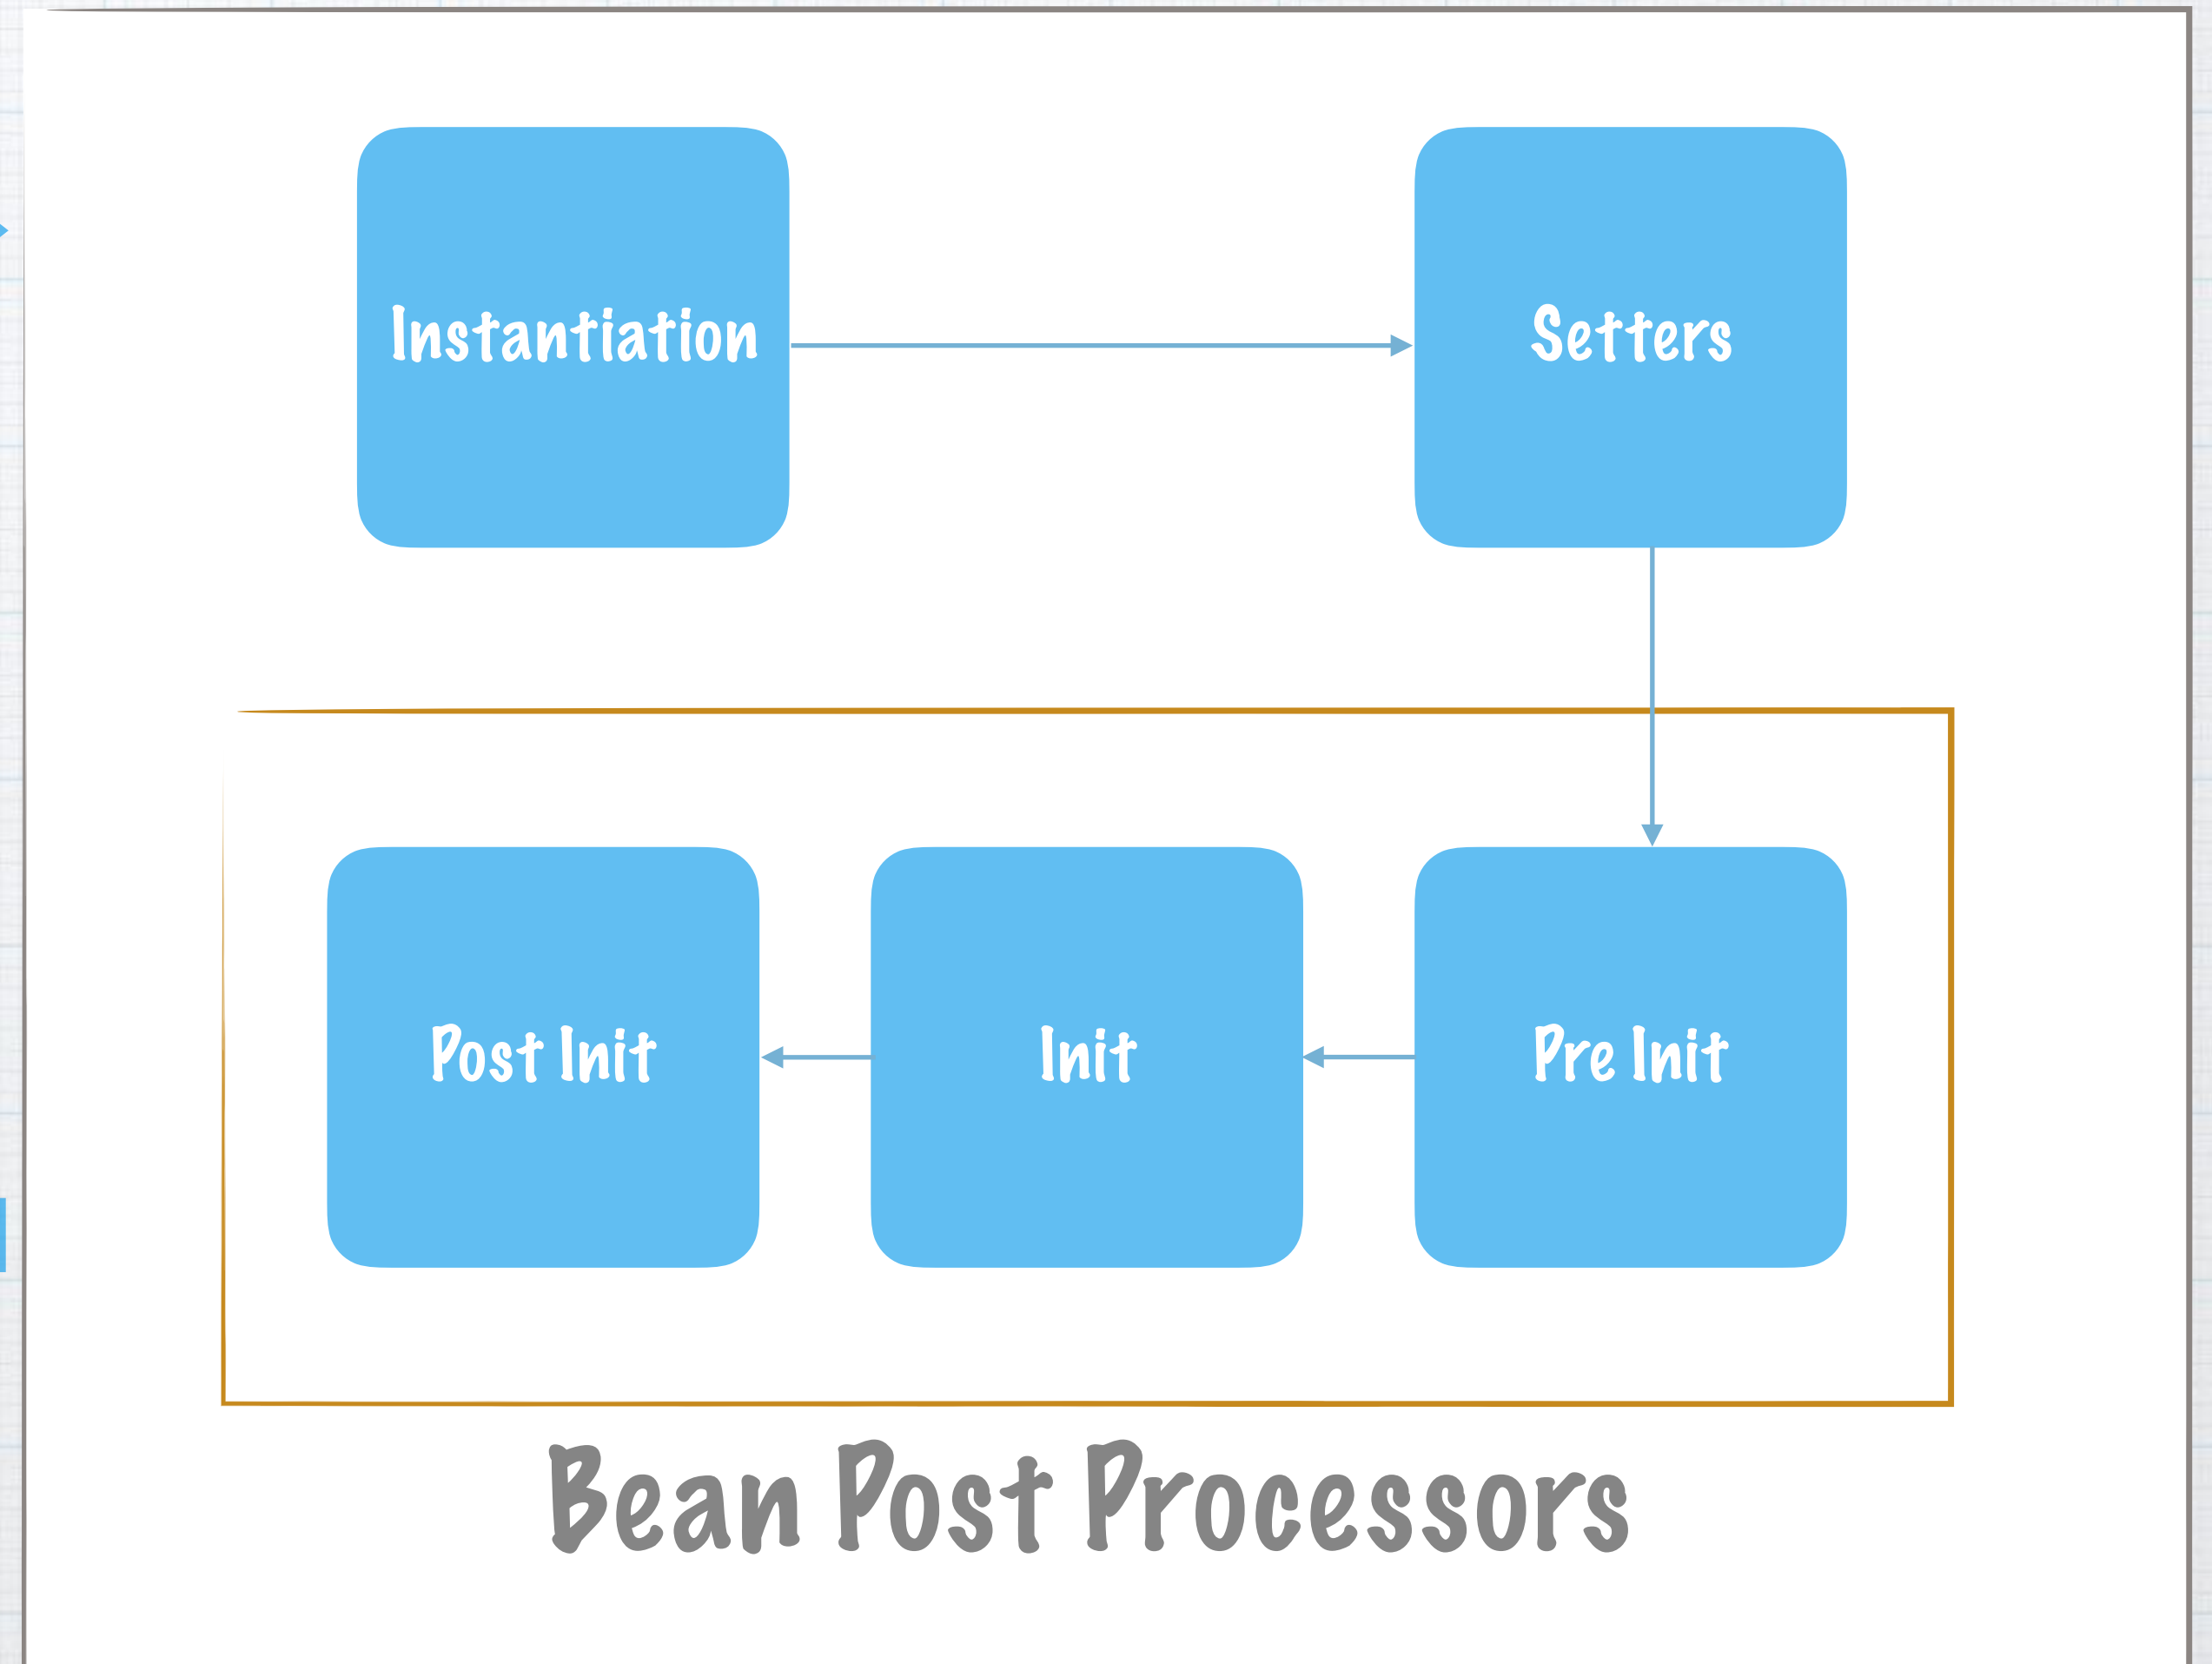 Instantiation
Setters
Post Init
Init
Pre Init
Bean Post Processors